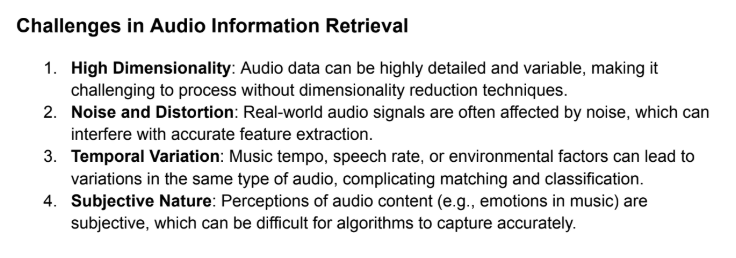 Challenges in Audio Information Retrieval
1. High Dimensionality: Audio data can be highly detailed and variable, making it
challenging to process without dimensionality reduction techniques.
2. Noise and Distortion: Real-world audio signals are often affected by noise, which can
interfere with accurate feature extraction.
3. Temporal Variation: Music tempo, speech rate, or environmental factors can lead to
variations in the same type of audio, complicating matching and classification.
4. Subjective Nature: Perceptions of audio content (e.g., emotions in music) are
subjective, which can be difficult for algorithms to capture accurately.